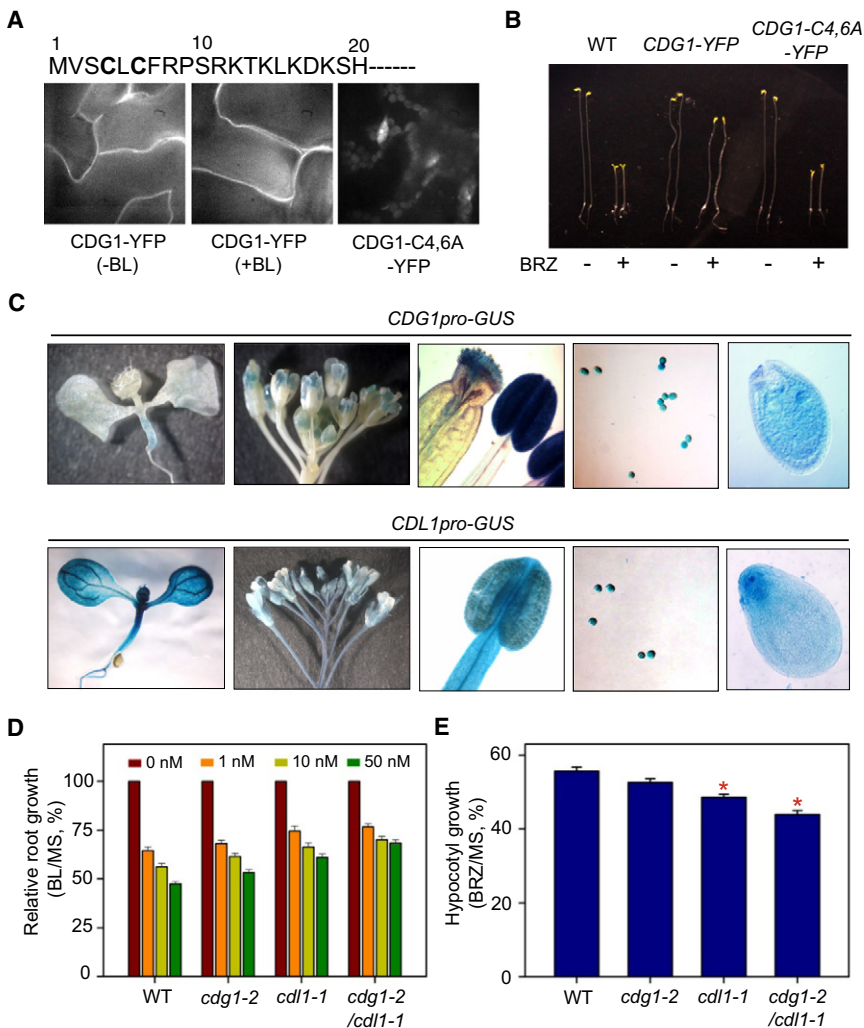 A
1 10 20
MVSCLCFRPSRKTKLKDKSH------
CDG1-YFP
(-BL)
CDG1-YFP
(+BL)
CDG1-C4,6A
-YFP
B
WT CDG1-YFP CDG1-C4,6A
-YFP
BRZ - + - + - +
C
CDG1pro-GUS
CDL1pro-GUS
D
0 nM 1 nM 10 nM 50 nM
Relative root growth
(BL/MS, %)
100
75
50
25
0
WT cdg1-2 cdl1-1 cdg1-2
/cdl1-1
E
Hypocotyl growth
(BRZ/MS, %)
60
40
20
0
* *
WT cdg1-2 cdl1-1 cdg1-2
/cdl1-1